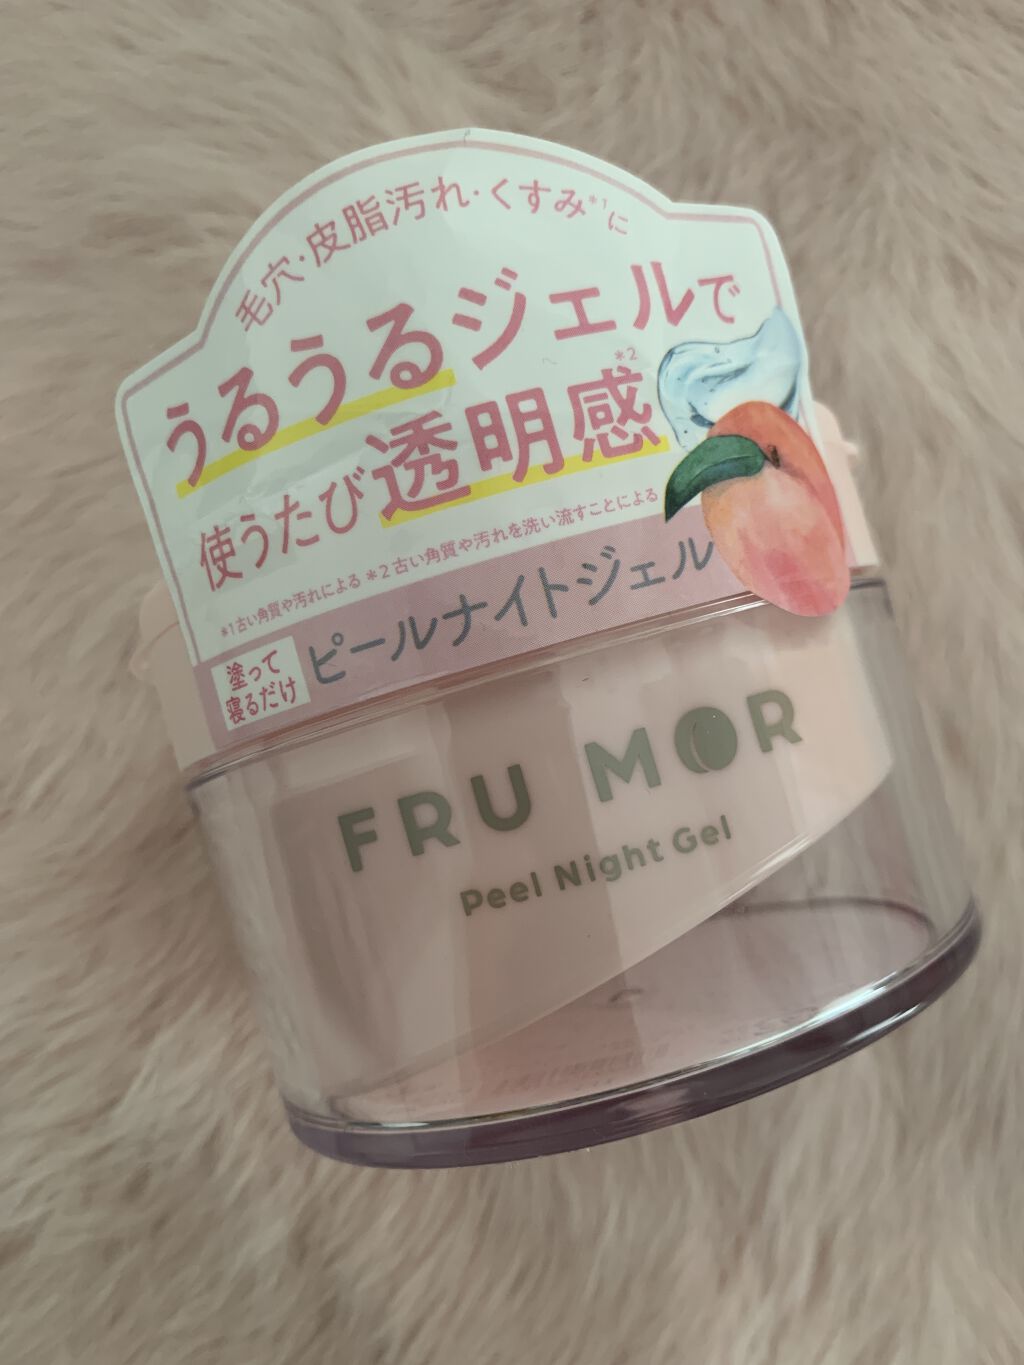 毛穴・皮脂汚れ・くすみ*1に
うるうるジェルで
使うたび透明感*2
*1古い角質や汚れによる *2古い角質や汚れを洗い流すことによる
塗って
寝るだけ
ピールナイトジェル
FRU MOR
Peel Night Gel